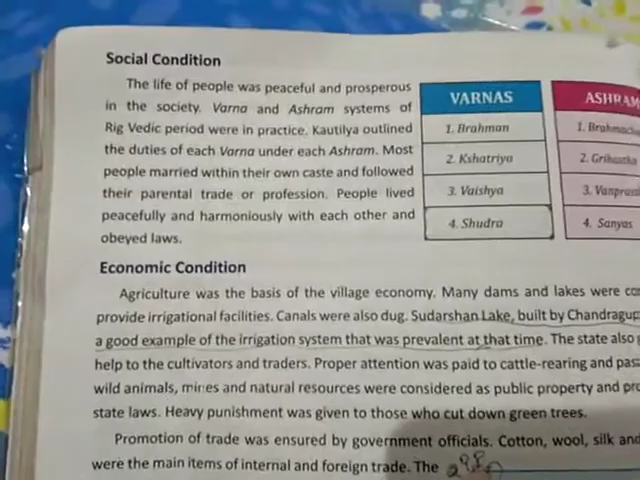 Social Condition
The life of people was peaceful and prosperous
in the society. Varna and Ashram systems of
Rig Vedic period were in practice. Kautilya outlined
the duties of each Varna under each Ashram. Most
people married within their own caste and followed
their parental trade or profession. People lived
peacefully and harmoniously with each other and
obeyed laws.
VARNAS
1. Brahman
2. Kshatriya
3. Vaishya
4. Shudra
ASHRAM
1.
2.
3.
4. Sanyas
Economic Condition
Agriculture was the basis of the village economy. Many dams and lakes were
provide irrigational facilities. Canals were also dug. Sudarshan Lake, built by
a good example of the irrigation system that was prevalent at that time. The state also
help to the cultivators and traders. Proper attention was paid to cattle-rearing and
wild animals, mines and natural resources were considered as public property and
state laws. Heavy punishment was given to those who cut down green trees.
Promotion of trade was ensured by government officials. Cotton, wool, silk and
were the main items of internal and foreign trade. The